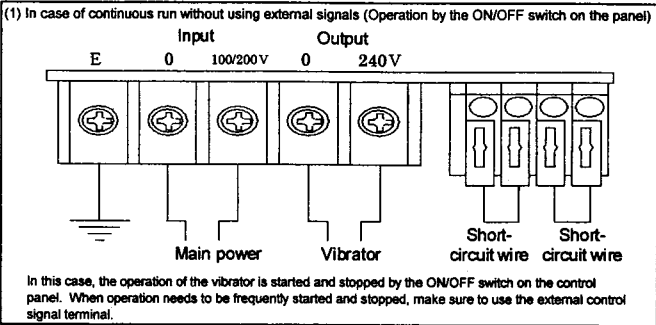 (1) In case of continuous run without using external signals (Operation by the ON/OFF switch on the panel)
Input Output
E 0 100/200V 0 240V
Main power Vibrator
Short-circuit wire Short-circuit wire
In this case, the operation of the vibrator is started and stopped by the ON/OFF switch on the control
panel. When operation needs to be frequently started and stopped, make sure to use the external control
signal terminal.